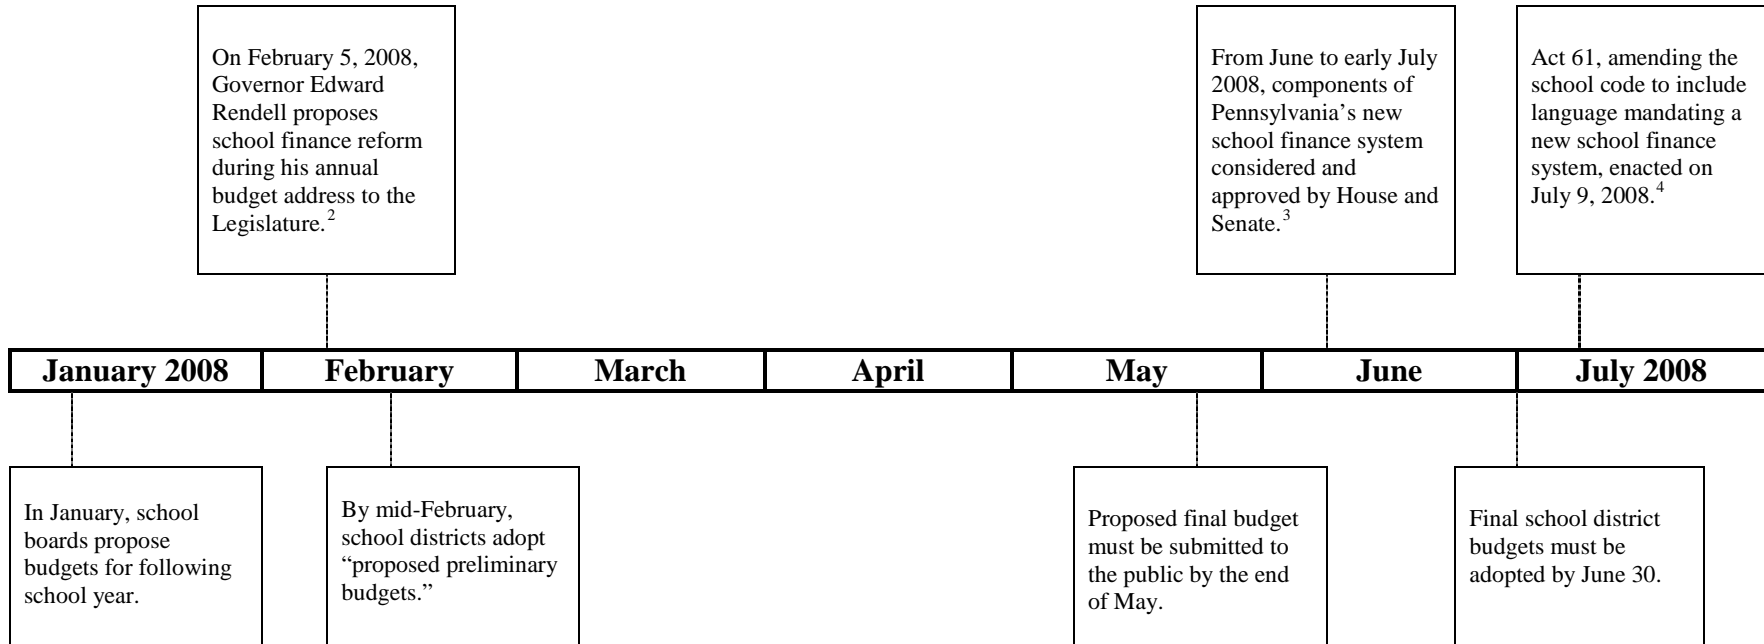 On February 5, 2008,
Governor Edward
Rendell proposes
school finance reform
during his annual
budget address to the
Legislature.2
From June to early July
2008, components of
Pennsylvania’s new
school finance system
considered and
approved by House and
Senate.3
Act 61, amending the
school code to include
language mandating a
new school finance
system, enacted on
July 9, 2008.4
January 2008 February March April May June July 2008
In January, school
boards propose
budgets for following
school year.
By mid-February,
school districts adopt
“proposed preliminary
budgets.”
Proposed final budget
must be submitted to
the public by the end
of May.
Final school district
budgets must be
adopted by June 30.